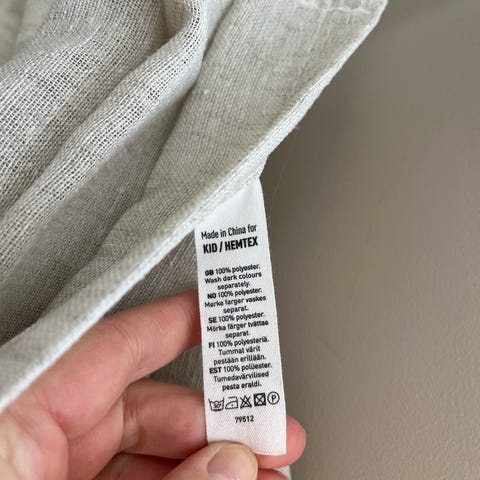 Made in China for
KID / HEMTEX
GB 100% polyester.
Wash dark colours
separately.
NO 100% polyester.
Mørke farger vaskes
separat.
SE 100% polyester.
Mörka färger tvättas
separat.
FI 100% polyesteriä.
Tummat värit
pestään erillään.
EST 100% polüester.
Tumedavärvilised
pesta eraldi.
P
79512